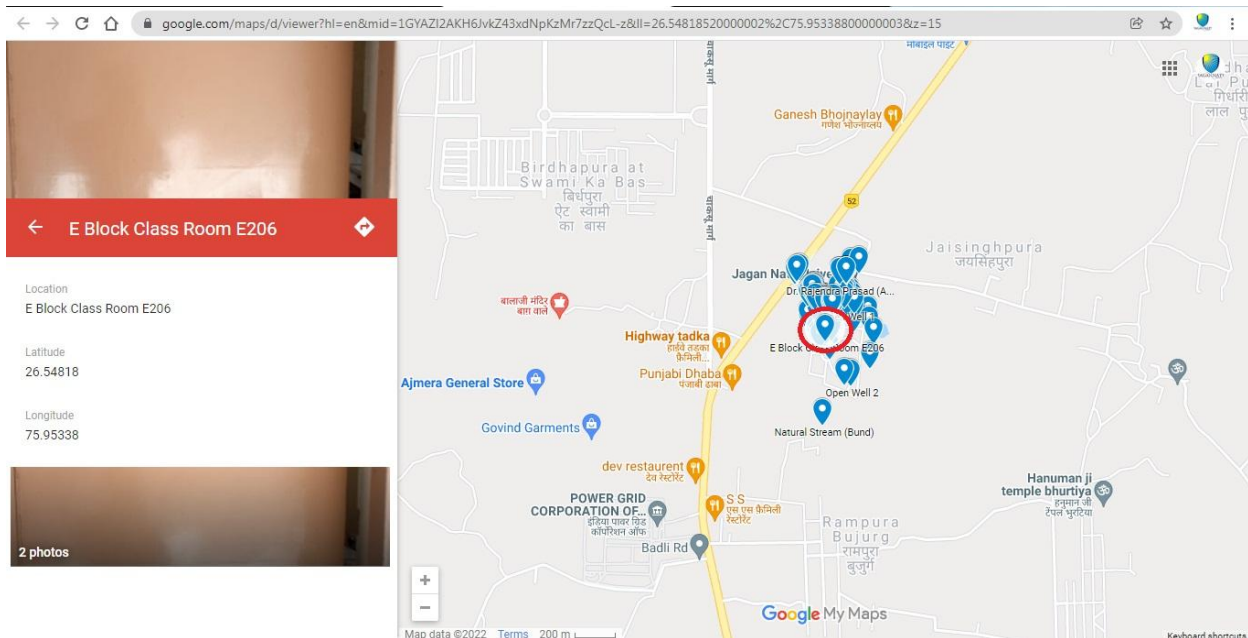 google.com/maps/d/viewer?hl=en&mid=1GYAZI2AKH6JvkZ43xdNpKzMr7zzQcL-z&ll=26.54818520000002%2C75.95338800000003&z=15
E Block Class Room E206
Location
E Block Class Room E206
Latitude
26.54818
Longitude
75.95338
2 photos
मोबाइल पाइंट
चाकसू मार्ग
Ganesh Bhojnaylay
गणेश भोज्नाय्लय
Birdhapura at
Swami Ka Bas
बिर्धपुरा
ऐट स्वामी
का बास
52
चाकसू मार्ग
Jaisinghpura
जयसिंहपुरा
Lal Pu
गिर्धारी
लाल
Jagan Na
Dr. Rajendra Prasad (A...
Well 1
बालाजी मंदिर
बाग वाले
Highway tadka
हाईवे तड़का
फ़ैमिली...
E Block
oom E206
Punjabi Dhaba
पंजाबी ढाबा
Ajmera General Store
Open Well 2
Govind Garments
Natural Stream (Bund)
dev restaurent
देव रेस्टोरेंट
Hanuman ji
temple bhurtiya
हनुमान जी
टेंपल भुरटिया
POWER GRID
CORPORATION OF...
इंडिया पावर ग्रिड
कॉर्पोरेशन ऑफ
S S
एस एस फ़ैमिली
रेस्टोरेंट
Rampura
Bujurg
रामपुरा
बुजुर्ग
Badli Rd
+
−
Google My Maps
Map data ©2022 Terms 200 m
Keyboard shortcuts